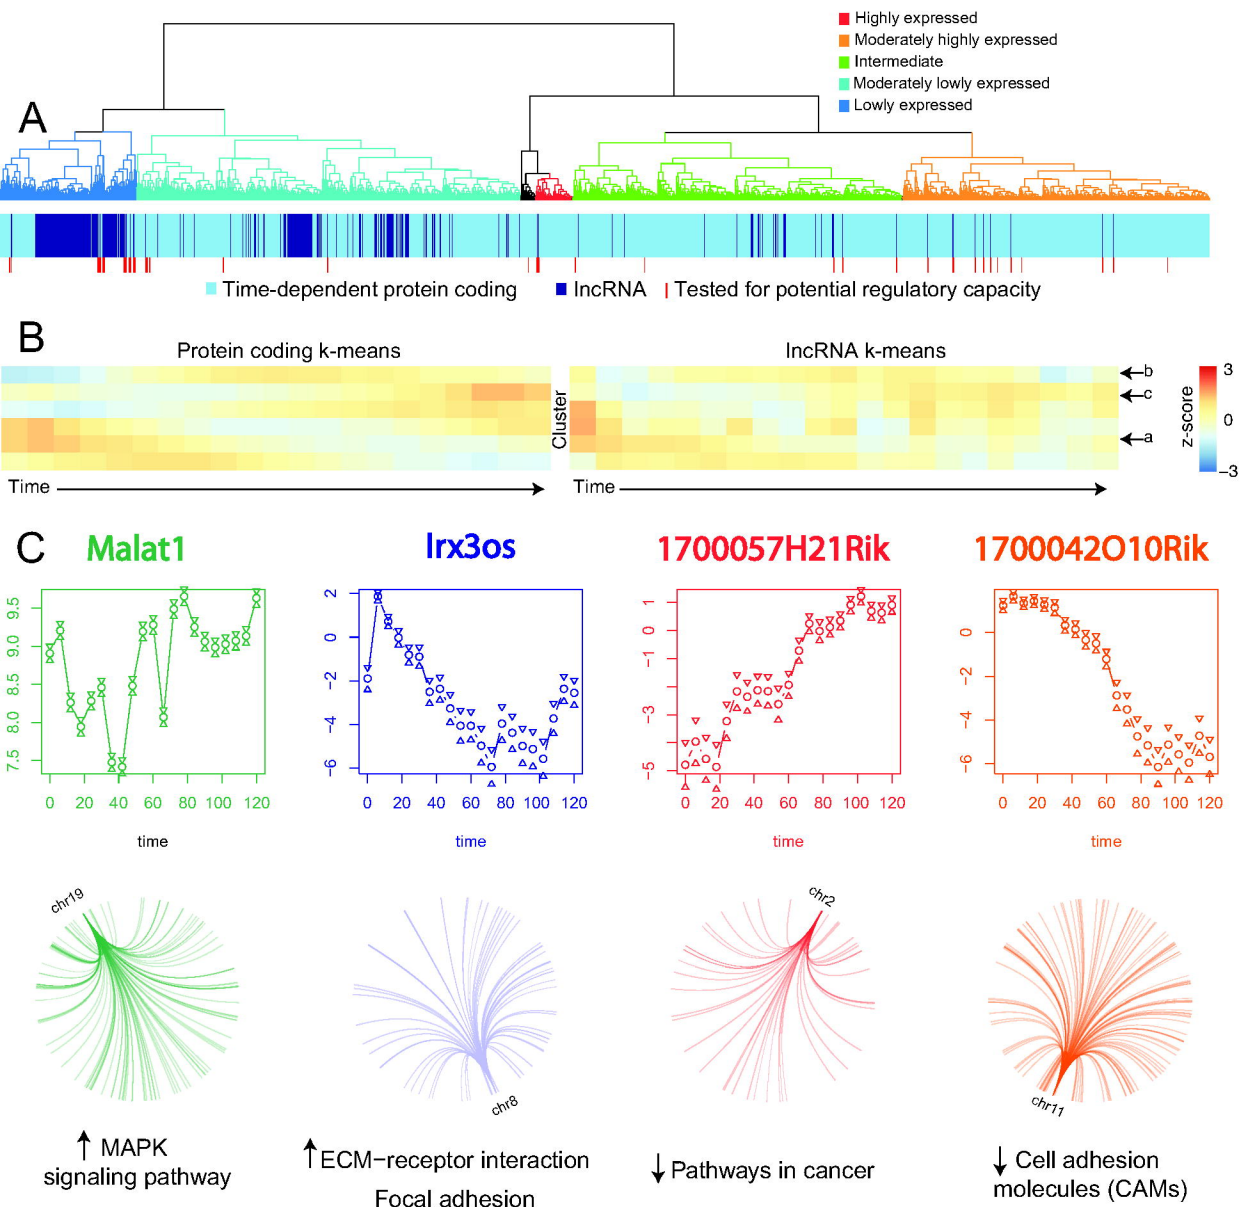 Highly expressed
Moderately highly expressed
Intermediate
Moderately lowly expressed
Lowly expressed
A
Time-dependent protein coding
lncRNA
Tested for potential regulatory capacity
B
Protein coding k-means
lncRNA k-means
Cluster
b
c
a
z-score
3
0
−3
Time
Time
C
Malat1
Irx3os
1700057H21Rik
1700042O10Rik
9.5
9.0
8.5
8.0
7.5
0 20 40 60 80 100 120
time
2
0
−2
−4
−6
0 20 40 60 80 100 120
time
1
0
−1
−3
−5
0 20 40 60 80 100 120
time
0
−2
−4
−6
0 20 40 60 80 100 120
time
chr19
chr8
chr2
chr11
MAPK
signaling pathway
ECM−receptor interaction
Focal adhesion
Pathways in cancer
Cell adhesion
molecules (CAMs)